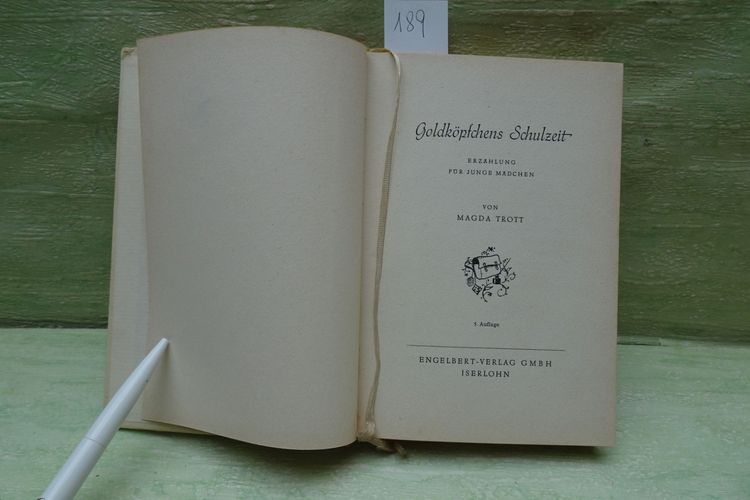 189
Goldköpfchens Schulzeit
ERZÄHLUNG
FÜR JUNGE MÄDCHEN
VON
MAGDA TROTT
5. Auflage
ENGELBERT-VERLAG GMBH
ISERLOHN